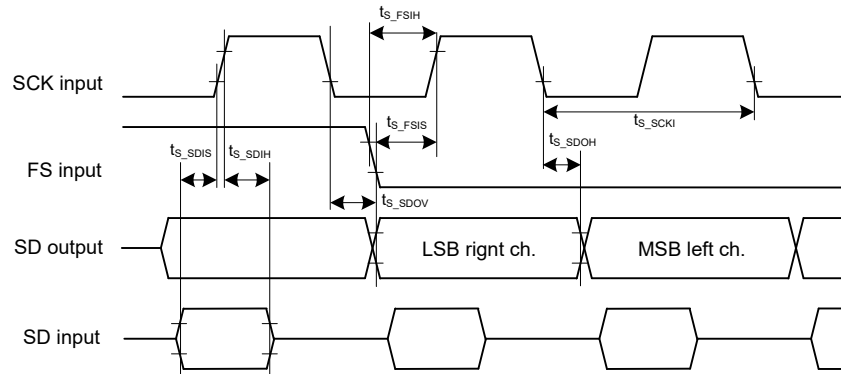 tS_FSIH
SCK input
tS_FSIS
tS_SCKI
tS_SDIS tS_SDIH
tS_SDOH
FS input
tS_SDOV
SD output
LSB rignt ch.
MSB left ch.
SD input